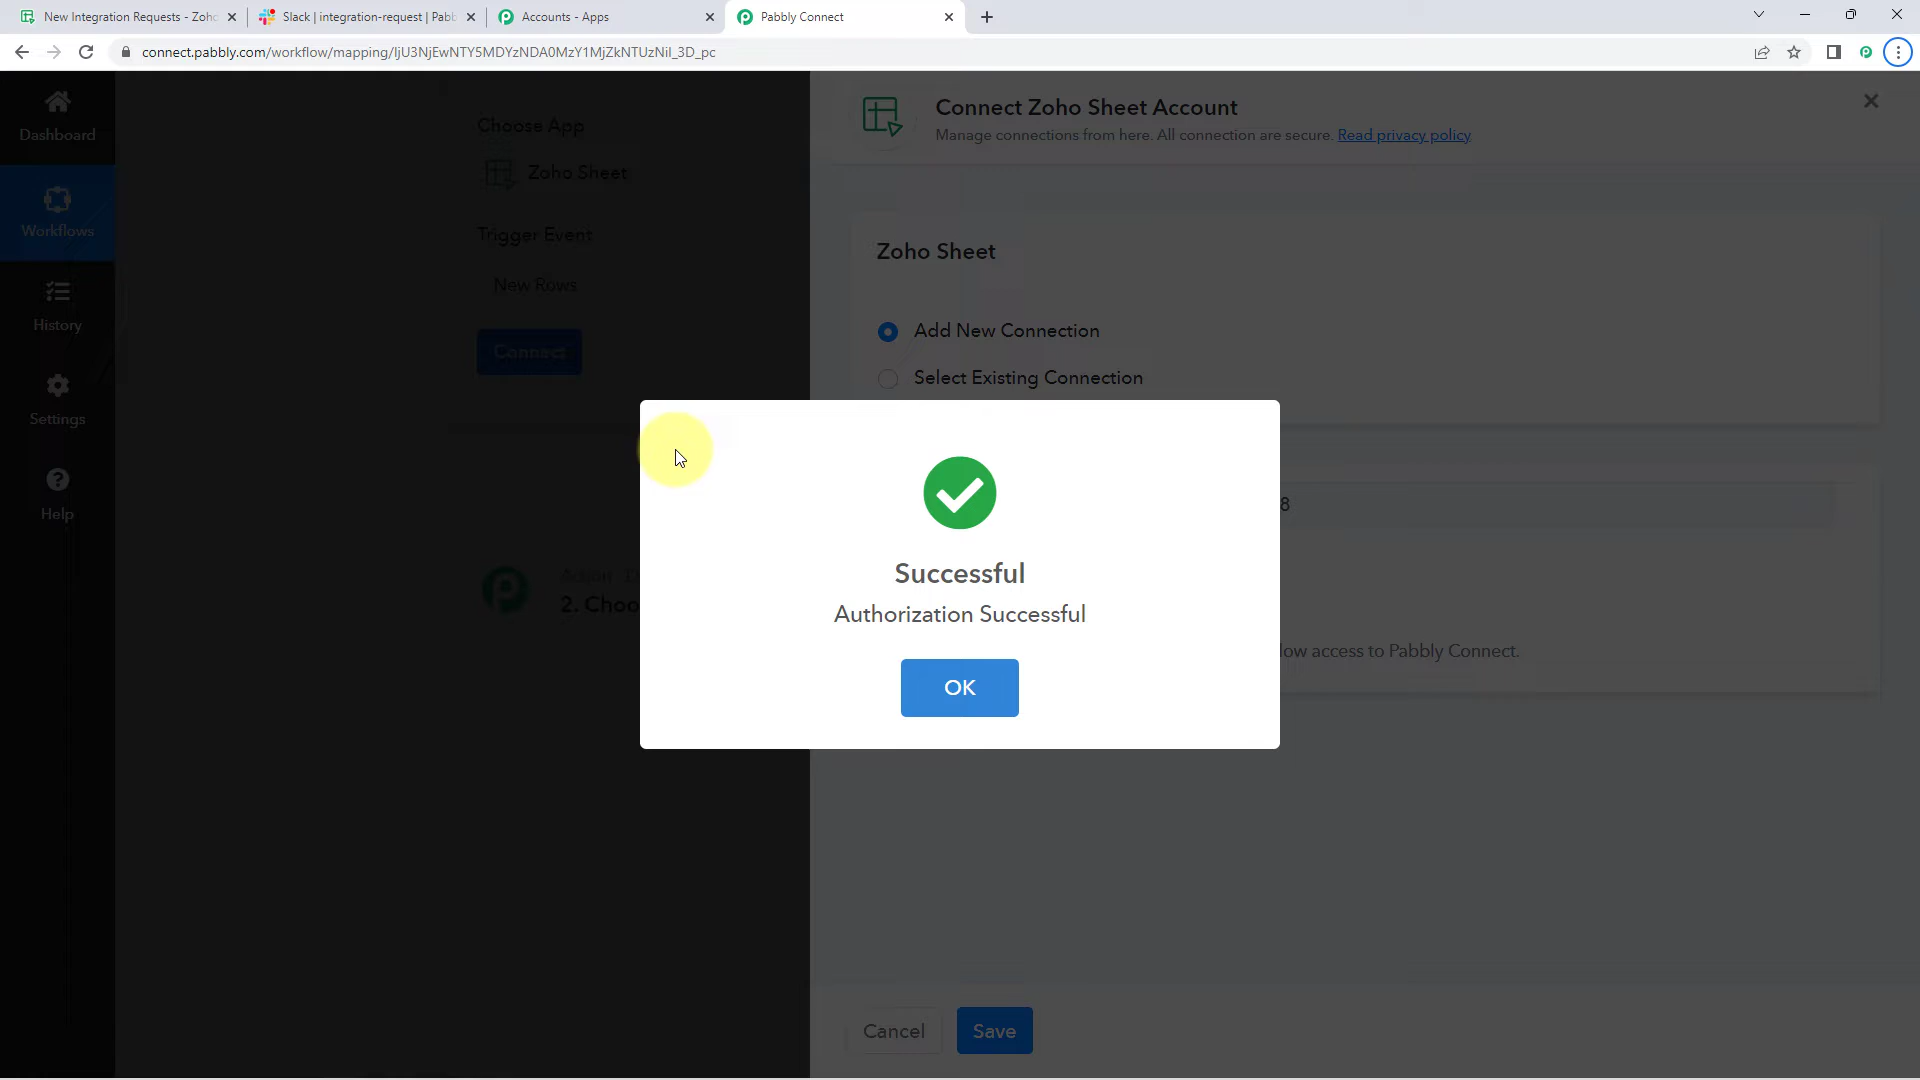 New Integration Requests - Zoho
Slack | integration-request | Pabb
Accounts - Apps
Pabbly Connect
connect.pabbly.com/workflow/mapping/IjU3NjEwNTY5MDYzNDA0MzY1MjZkNTUzNiI_3D_pc
Dashboard
Workflows
History
Settings
Help
Choose App
Zoho Sheet
Trigger Event
New Rows
Connect
Action
2. Choo
Connect Zoho Sheet Account
Manage connections from here. All connection are secure. Read privacy policy
Zoho Sheet
Add New Connection
Select Existing Connection
8
low access to Pabbly Connect.
Successful
Authorization Successful
OK
Cancel
Save